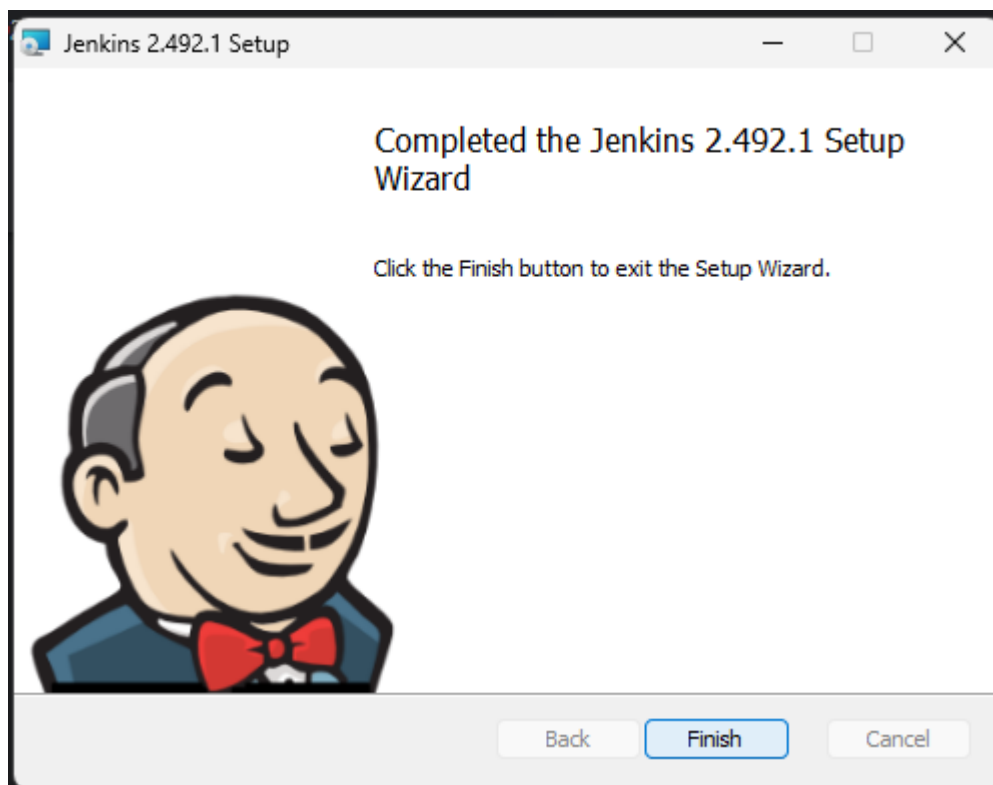 Jenkins 2.492.1 Setup
Completed the Jenkins 2.492.1 Setup
Wizard
Click the Finish button to exit the Setup Wizard.
Back Finish Cancel